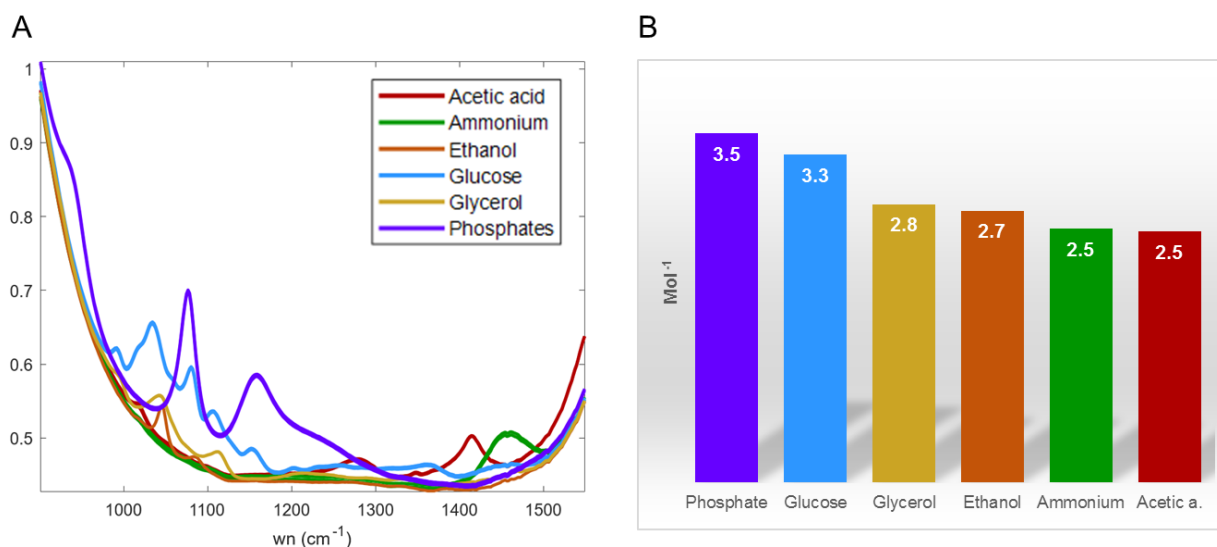 A
1
0.9
0.8
0.7
0.6
0.5
1000 1100 1200 1300 1400 1500
wn (cm⁻¹)
Acetic acid
Ammonium
Ethanol
Glucose
Glycerol
Phosphates
B
Mol⁻¹
3.5 3.3 2.8 2.7 2.5 2.5
Phosphate Glucose Glycerol Ethanol Ammonium Acetic a.